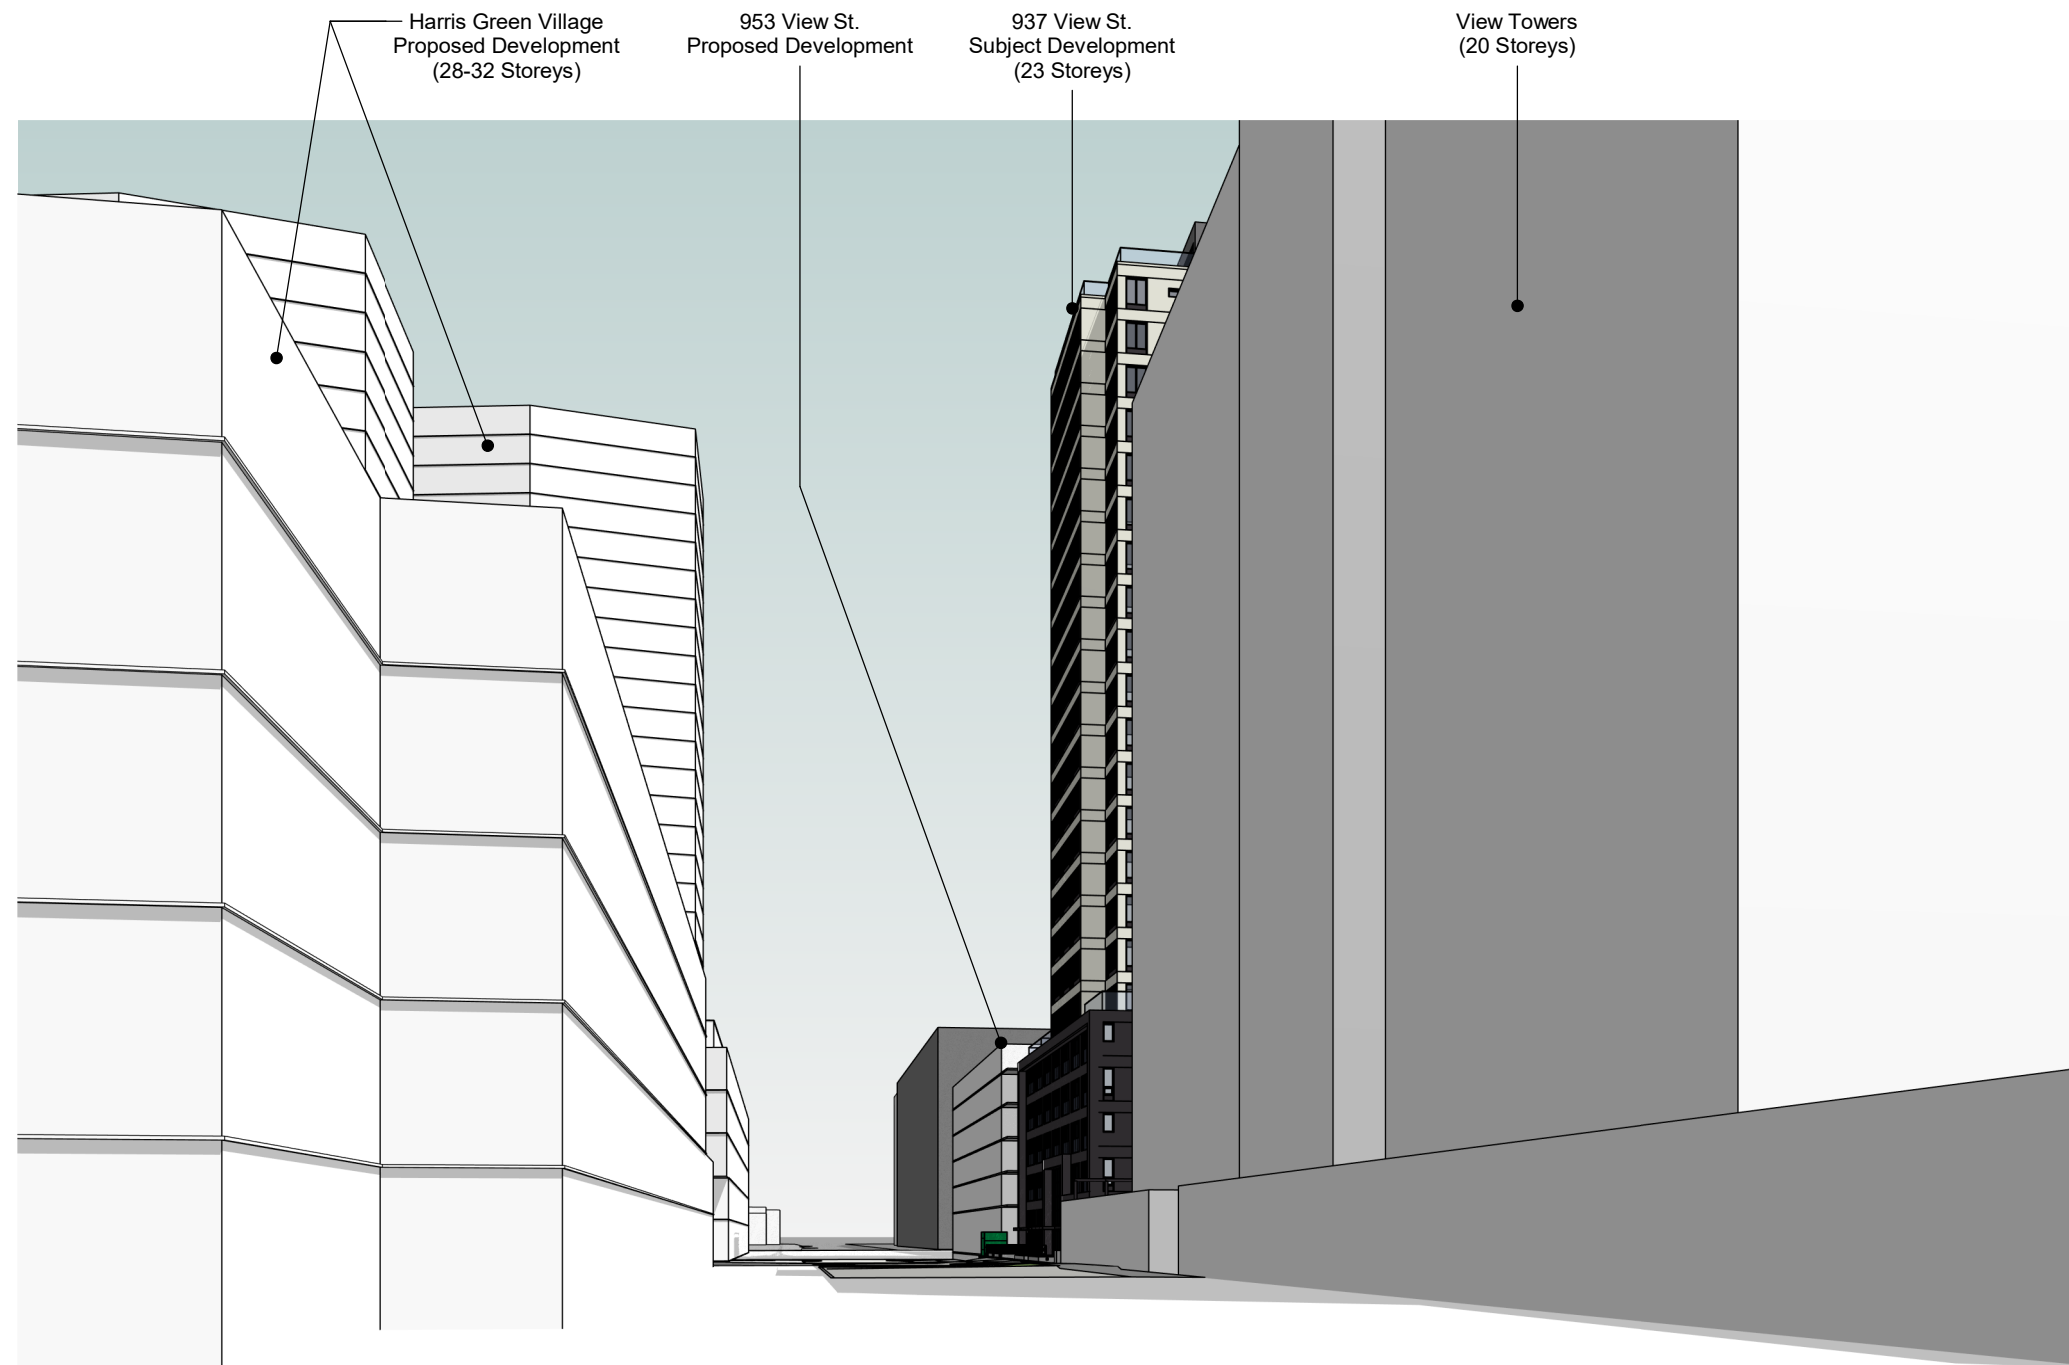 Harris Green Village
Proposed Development
(28-32 Storeys)
953 View St.
Proposed Development
937 View St.
Subject Development
(23 Storeys)
View Towers
(20 Storeys)